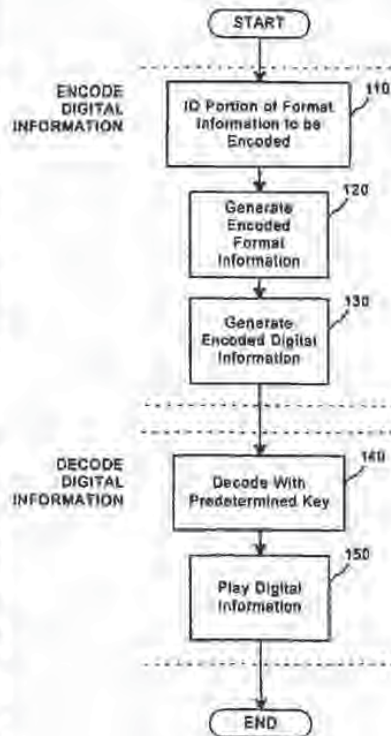 START
ENCODE
DIGITAL
INFORMATION
ID Portion of Format
Information to be
Encoded
110
120
Generate
Encoded
Format
Information
130
Generate
Encoded Digital
Information
DECODE
DIGITAL
INFORMATION
140
Decode With
Predetermined Key
150
Play Digital
Information
END